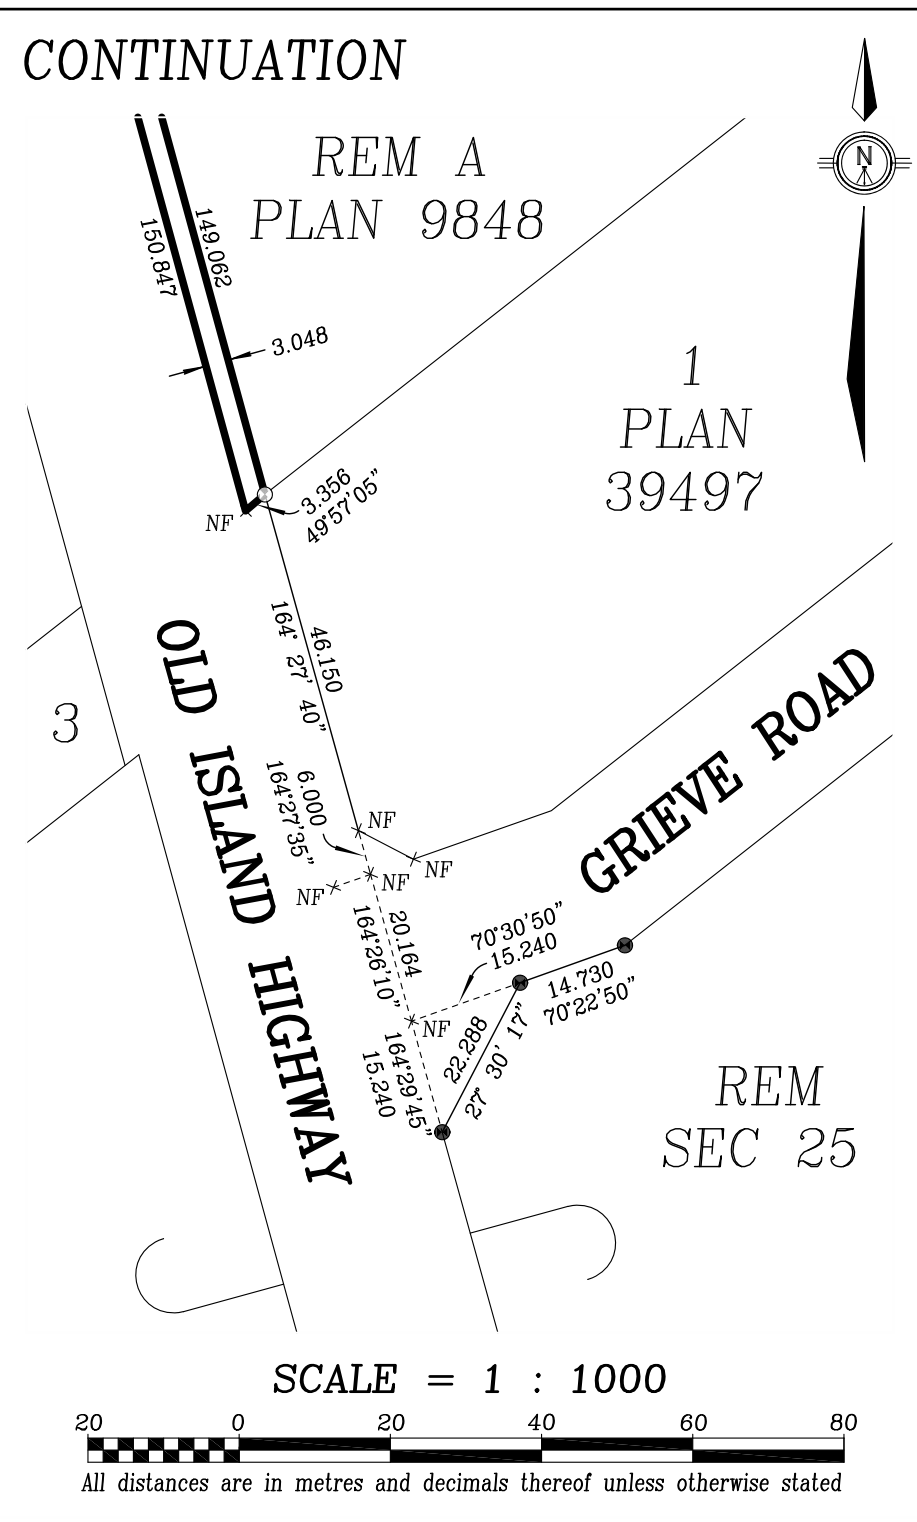 CONTINUATION
N
REM A
PLAN 9848
150.847
149.062
3.048
1
PLAN
39497
3.356
49°57'05"
NF
46.150
164° 27' 40"
OLD ISLAND HIGHWAY
3
GRIEVE ROAD
6.000
164°27'35"
NF
NF
NF
NF
20.164
164°26'10"
70°30'50"
15.240
14.730
70°22'50"
NF
22.288
27° 30' 17"
164°29'45"
15.240
REM
SEC 25
SCALE = 1 : 1000
20 0 20 40 60 80
All distances are in metres and decimals thereof unless otherwise stated